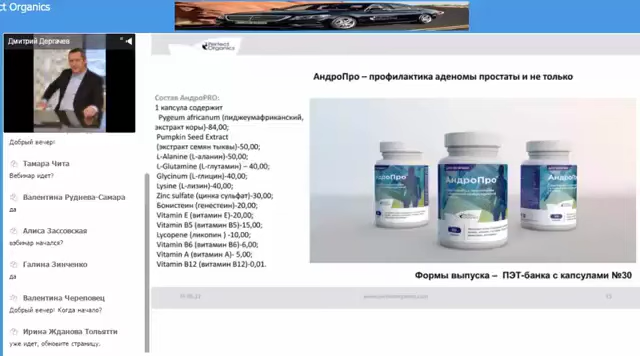 ct Organics
Дмитрий Дергачев
Добрый вечер!
Тамара Чита
Вебинар идет?
Валентина Руднева-Самара
да
Алиса Зассовская
вэбинар начался?
Галина Зинченко
да
Валентина Череповец
Добрый вечер! Когда начало?
Ирина Жданова Тольятти
уже идет, обновите страницу.
Perfect
Organics
АндроПро – профилактика аденомы простаты и не только
Состав АндроPRO:
1 капсула содержит
Pygeum africanum (пиджеумафриканский,
экстракт коры)-84,00;
Pumpkin Seed Extract
(экстракт семян тыквы)-50,00;
L-Alanine (L-аланин)-50,00;
L-Glutamine (L-глутамин) – 40,00;
Glycinum (L-глицин)-40,00;
Lysine (L-лизин)-40,00;
Zinc sulfate (цинка сульфат)-30,00;
Бонистеин (генестеин)-20,00;
Vitamin E (витамин Е)-20,00;
Vitamin B5 (витамин B5)-15,00;
Lycopene (ликопин ) -10,00;
Vitamin B6 (витамин B6)-6,00;
Vitamin A (витамин А)- 5,00;
Vitamin B12 (витамин B12)-0,01.
АндроПро
АндроПро
АндроПро
Формы выпуска – ПЭТ-банка с капсулами №30